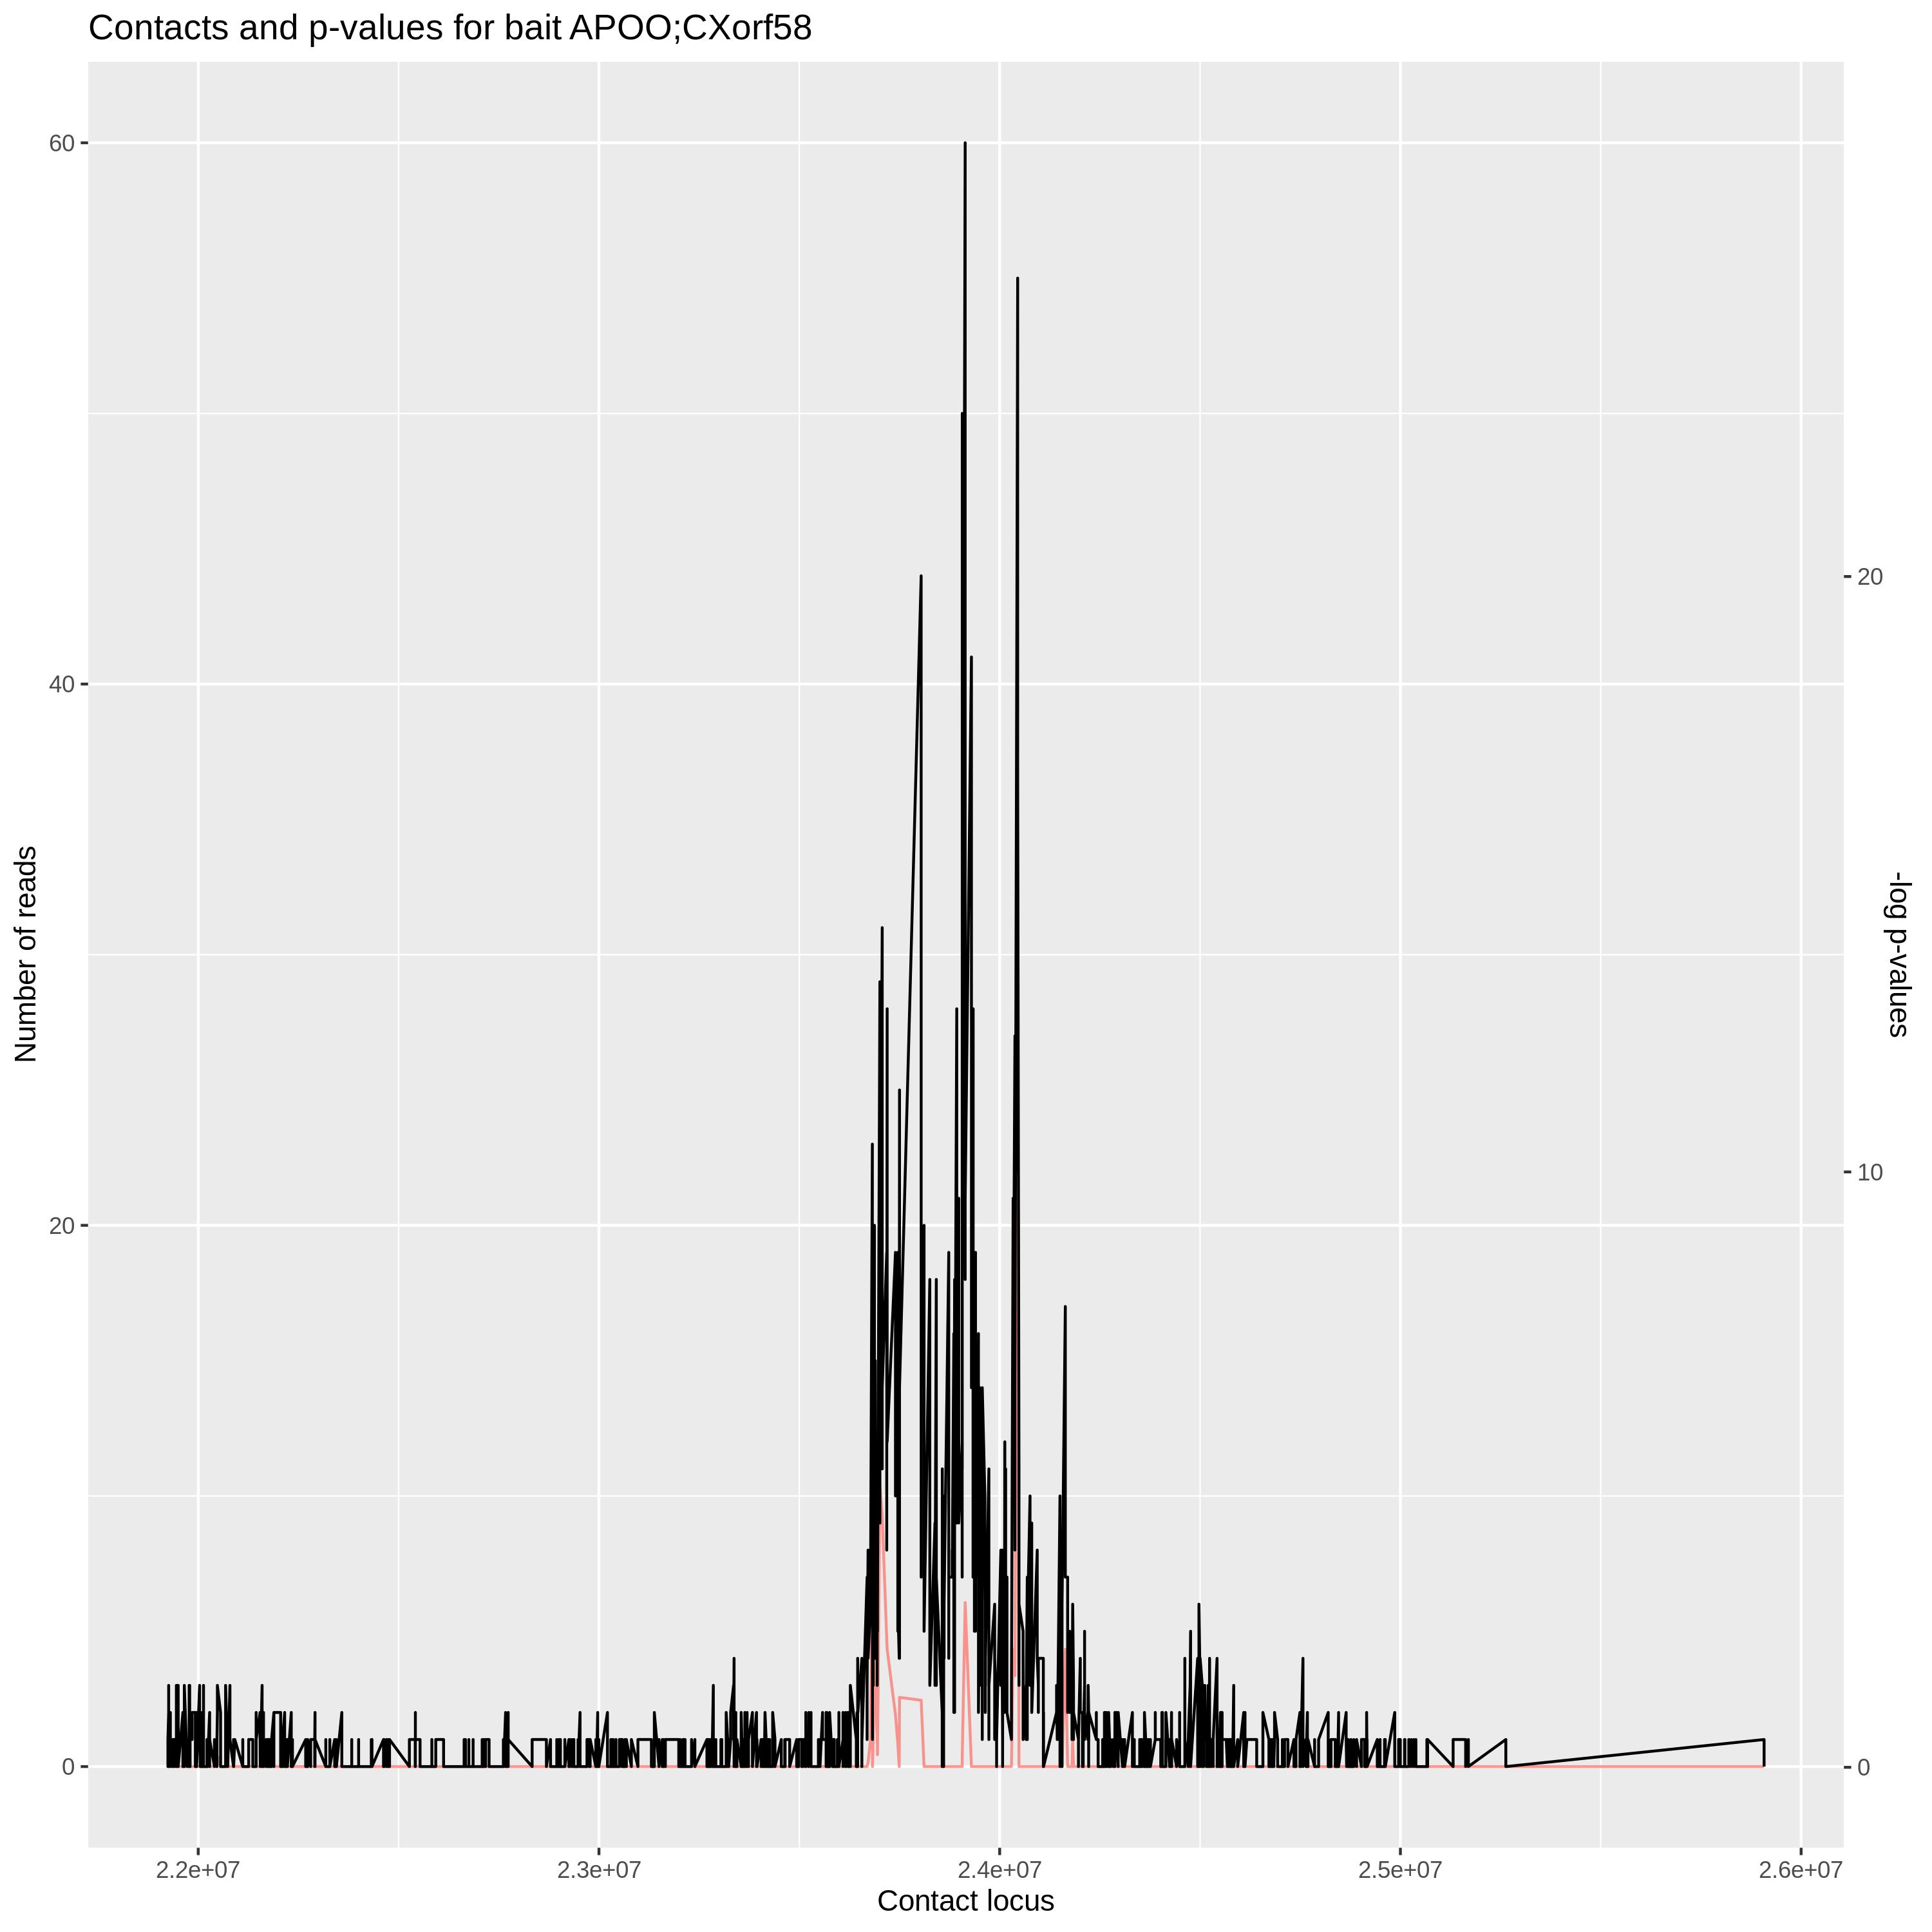 Contacts and p-values for bait APOO;CXorf58
60
40
20
0
Number of reads
20
10
0
-log p-values
2.2e+07
2.3e+07
2.4e+07
2.5e+07
2.6e+07
Contact locus